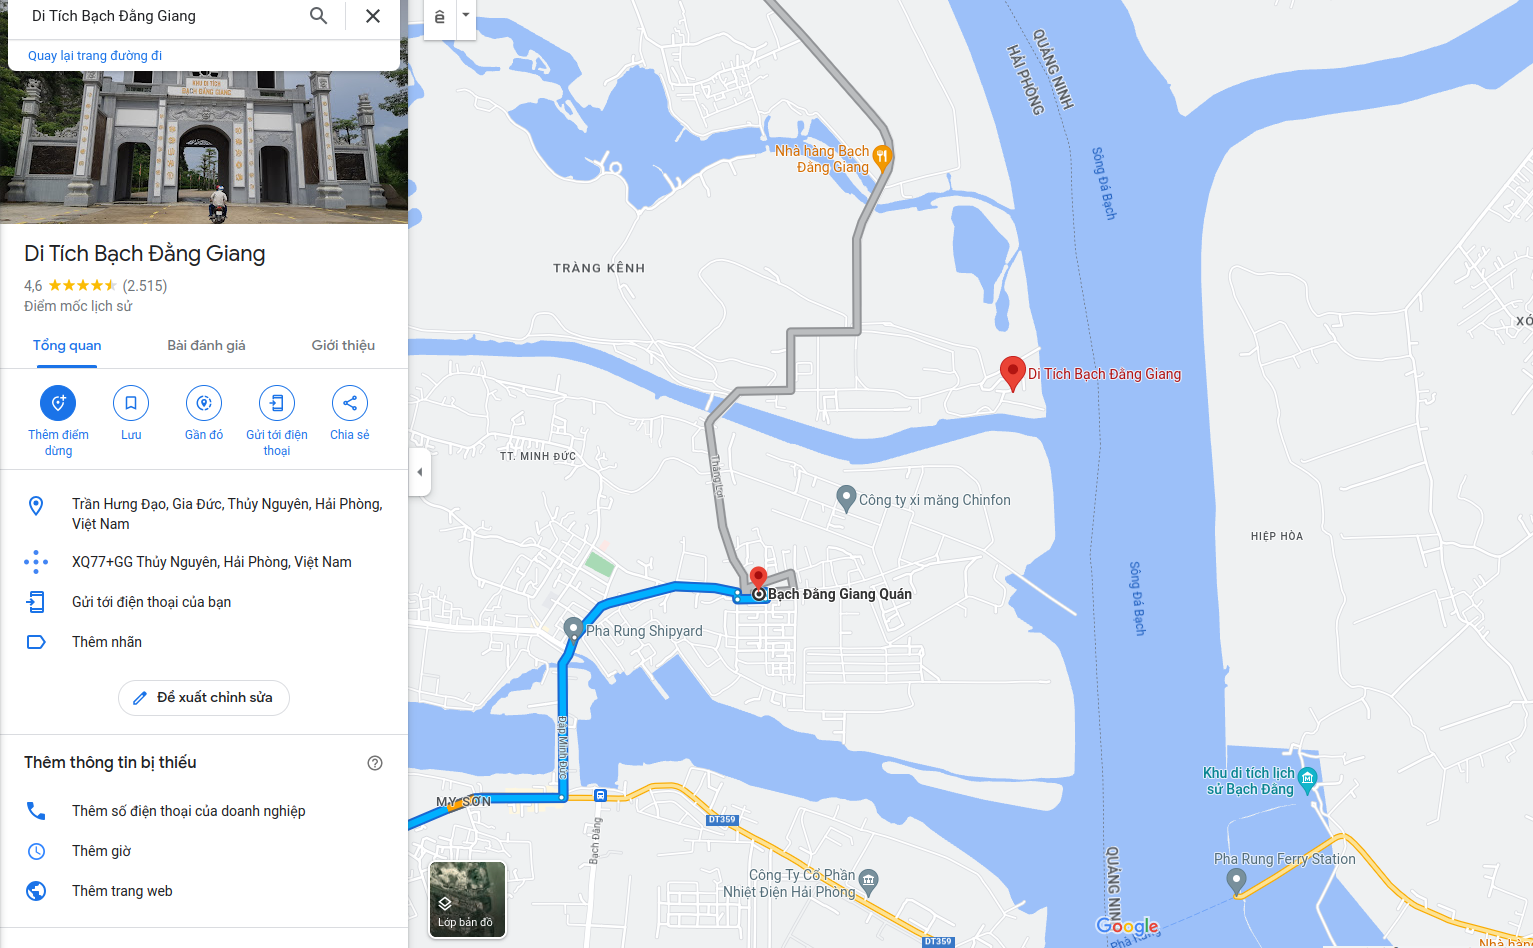 Di Tích Bạch Đằng Giang
Quay lại trang đường đi
KHU DI TÍCH
BẠCH ĐẰNG GIANG
Di Tích Bạch Đằng Giang
4,6
(2.515)
Điểm mốc lịch sử
Tổng quan
Bài đánh giá
Giới thiệu
Thêm điểm
dừng
Lưu
Gần đó
Gửi tới điện
thoại
Chia sẻ
Trần Hưng Đạo, Gia Đức, Thủy Nguyên, Hải Phòng,
Việt Nam
XQ77+GG Thủy Nguyên, Hải Phòng, Việt Nam
Gửi tới điện thoại của bạn
Thêm nhãn
Đề xuất chỉnh sửa
Thêm thông tin bị thiếu
Thêm số điện thoại của doanh nghiệp
Thêm giờ
Thêm trang web
QUẢNG NINH
HẢI PHÒNG
Nhà hàng Bạch
Đằng Giang
Sông Đá Bạch
TRÀNG KÊNH
XÓ
Di Tích Bạch Đằng Giang
TT. MINH ĐỨC
Thắng Lợi
Công ty xi măng Chinfon
HIỆP HÒA
Bạch Đằng Giang Quán
Sông Đá Bạch
Pha Rung Shipyard
Đập Minh Đức
Khu di tích lịch
sử Bạch Đằng
MỸ SƠN
ĐT359
Bạch Đằng
Pha Rung Ferry Station
Công Ty Cổ Phần
Nhiệt Điện Hải Phòng
QUẢNG NIN
Lớp bản đồ
Google
Phà Rừng
ĐT359
Nhà hàng